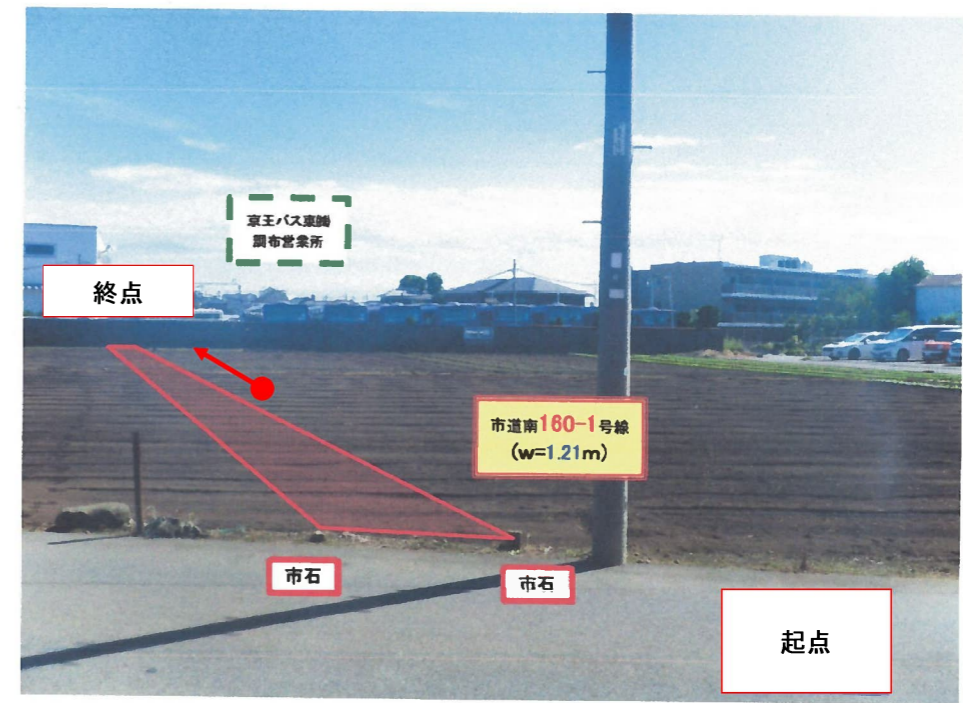 京王バス東㈱
調布営業所
終点
市道南160-1号線
(w=1.21m)
市石
市石
起点